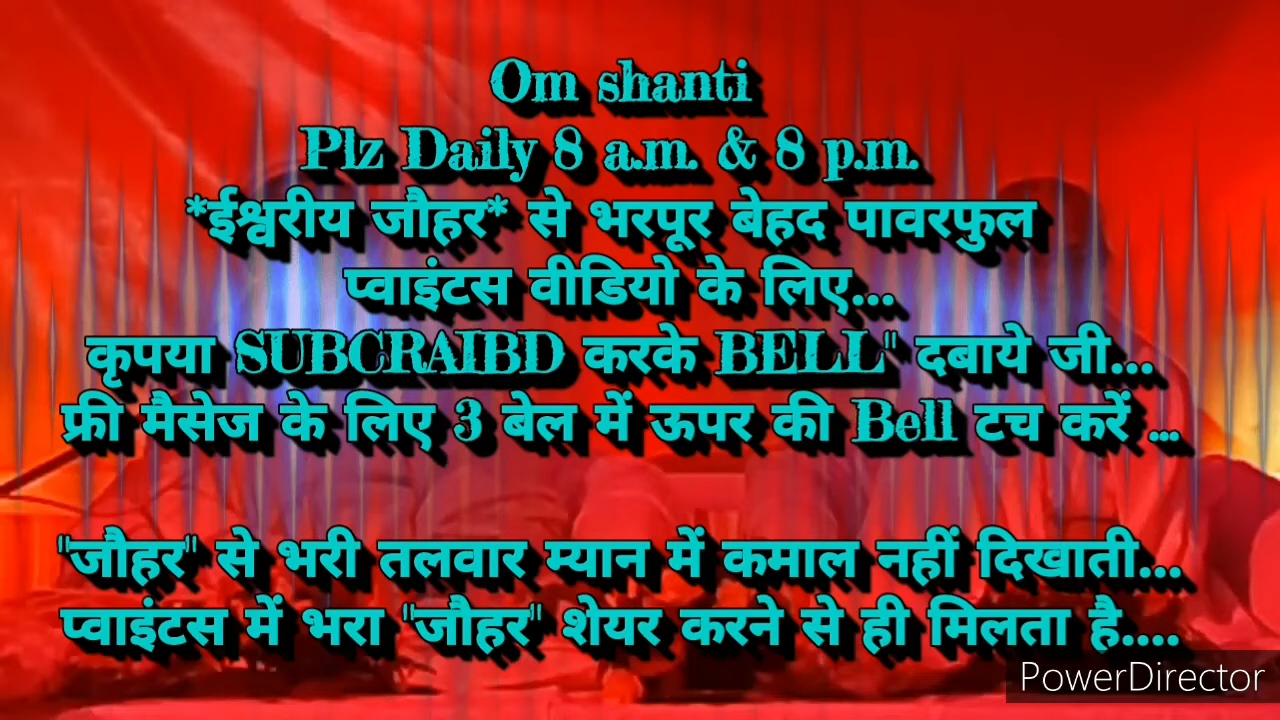 Om shanti
Plz Daily 8 a.m. & 8 p.m.
*ईश्वरीय जौहर* से भरपूर बेहद पावरफुल
प्वाइंटस वीडियो के लिए...
कृपया SUBCRAIBD करके BELL" दबाये जी...
फ्री मैसेज के लिए 3 बेल में ऊपर की Bell टच करें ...
"जौहर" से भरी तलवार म्यान में कमाल नहीं दिखाती...
प्वाइंटस में भरा "जौहर" शेयर करने से ही मिलता है....
PowerDirector